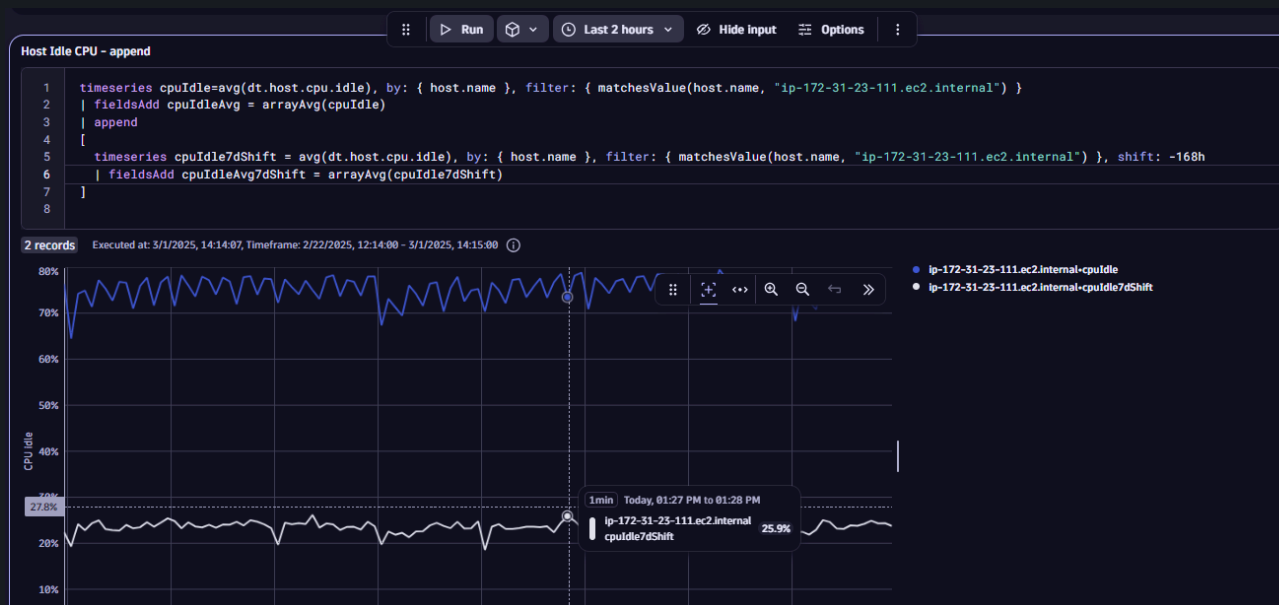 Run
Last 2 hours
Hide input
Options
Host Idle CPU - append
1 timeseries cpuIdle=avg(dt.host.cpu.idle), by: { host.name }, filter: { matchesValue(host.name, "ip-172-31-23-111.ec2.internal") }
2 | fieldsAdd cpuIdleAvg = arrayAvg(cpuIdle)
3 | append
4 [
5 timeseries cpuIdle7dShift = avg(dt.host.cpu.idle), by: { host.name }, filter: { matchesValue(host.name, "ip-172-31-23-111.ec2.internal") }, shift: -168h
6 | fieldsAdd cpuIdleAvg7dShift = arrayAvg(cpuIdle7dShift)
7 ]
8
2 records Executed at: 3/1/2025, 14:14:07, Timeframe: 2/22/2025, 12:14:00 - 3/1/2025, 14:15:00
80%
70%
60%
50%
40%
27.8%
20%
10%
CPU idle
1min Today, 01:27 PM to 01:28 PM
ip-172-31-23-111.ec2.internal
cpuIdle7dShift
25.9%
ip-172-31-23-111.ec2.internal•cpuIdle
ip-172-31-23-111.ec2.internal•cpuIdle7dShift